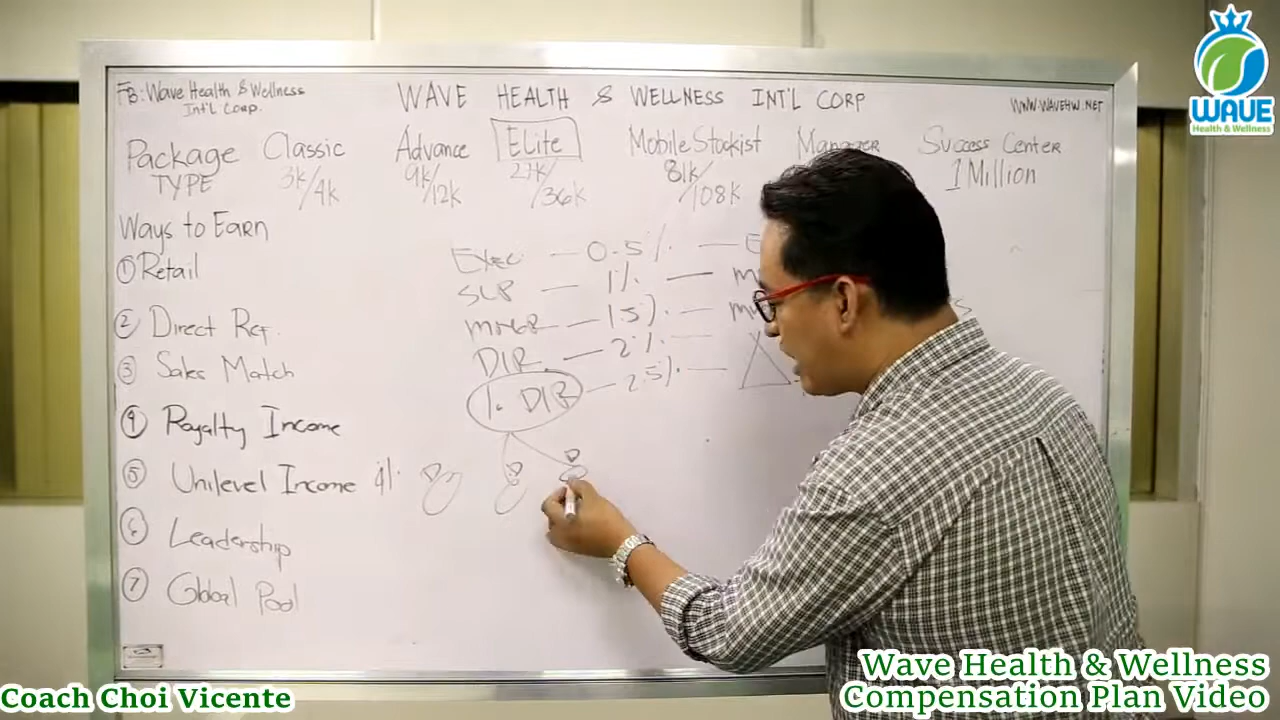 FB: Wave Health & Wellness
Int'l Corp.
WAVE HEALTH & WELLNESS INT'L CORP
WWW.WAVEHW.NET
WAVE
Health & Wellness
Package TYPE
Classic
3k/4k
Advance
9k/12k
Elite
27k/36k
Mobile Stockist
81k/108k
Manager
Success Center
1 Million
Ways to Earn
① Retail
② Direct Ref.
③ Sales Match
④ Royalty Income
⑤ Unilevel Income 4%
⑥ Leadership
⑦ Global Pool
Exec — 0.5% — E
1% — m
1.5% —
DIR — 2% —
DIR — 2.5% —
Wave Health & Wellness
Compensation Plan Video
Coach Choi Vicente